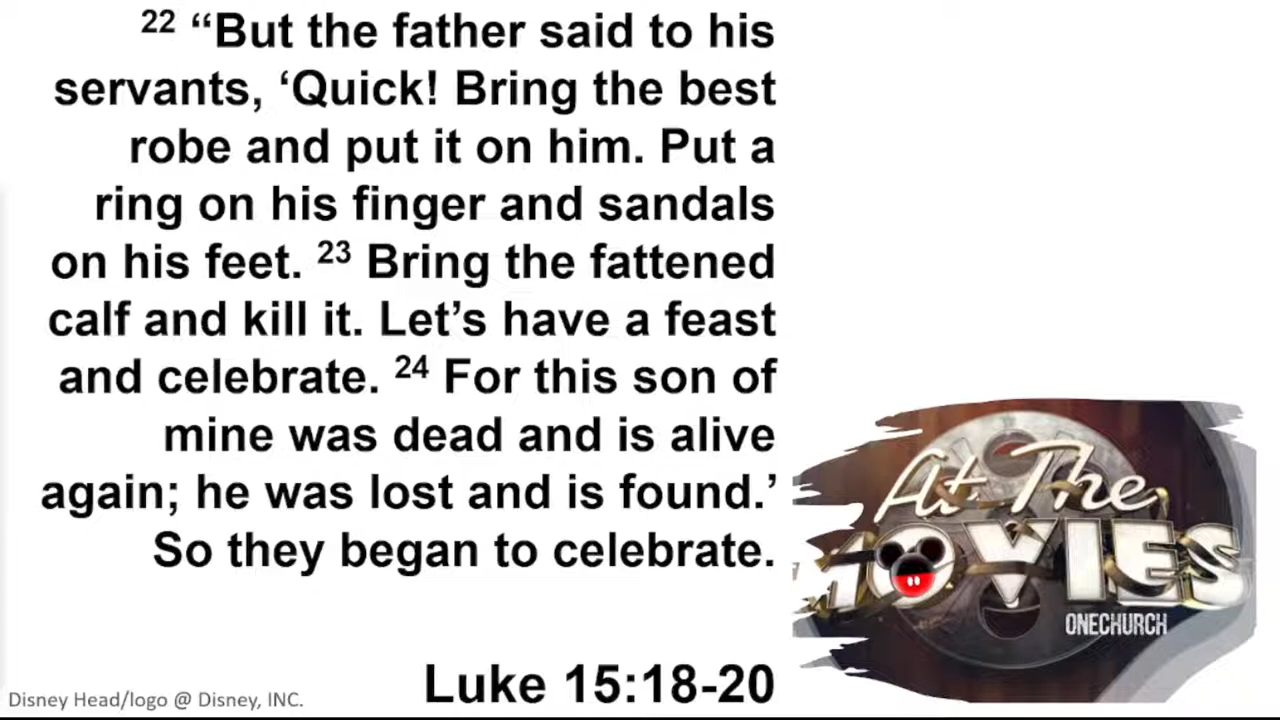 22 “But the father said to his
servants, ‘Quick! Bring the best
robe and put it on him. Put a
ring on his finger and sandals
on his feet. 23 Bring the fattened
calf and kill it. Let’s have a feast
and celebrate. 24 For this son of
mine was dead and is alive
again; he was lost and is found.’
So they began to celebrate.
At The
MOVIES
ONECHURCH
Luke 15:18-20
Disney Head/logo @ Disney, INC.